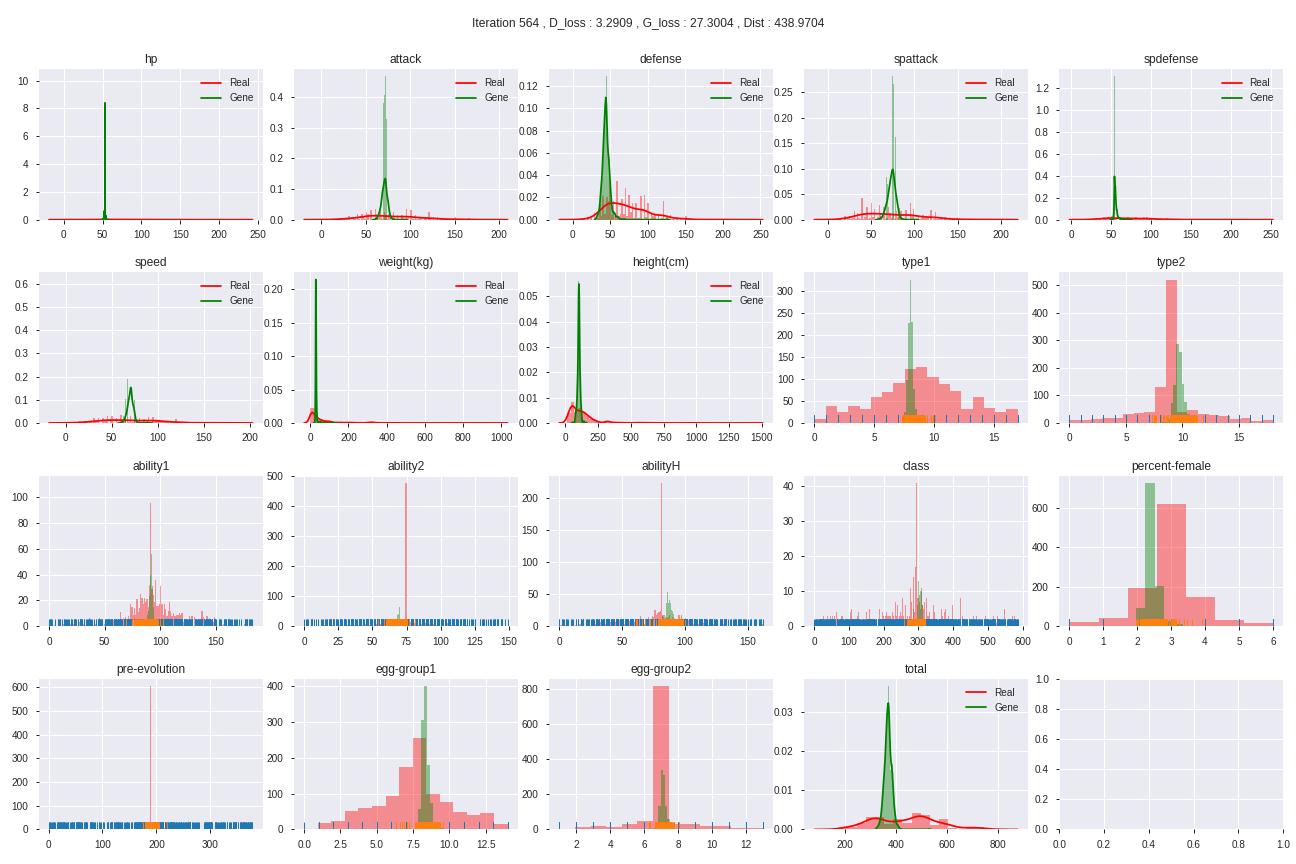 Iteration 564 , D_loss : 3.2909 , G_loss : 27.3004 , Dist : 438.9704
hp
attack
defense
spattack
spdefense
Real
Gene
10
8
6
4
2
0
0 50 100 150 200 250
Real
Gene
0.4
0.3
0.2
0.1
0.0
0 50 100 150 200
Real
Gene
0.12
0.10
0.08
0.06
0.04
0.02
0.00
0 50 100 150 200 250
Real
Gene
0.25
0.20
0.15
0.10
0.05
0.00
0 50 100 150 200
Real
Gene
1.2
1.0
0.8
0.6
0.4
0.2
0.0
0 50 100 150 200 250
speed
weight(kg)
height(cm)
type1
type2
Real
Gene
0.6
0.5
0.4
0.3
0.2
0.1
0.0
0 50 100 150 200
Real
Gene
0.20
0.15
0.10
0.05
0.00
0 200 400 600 800 1000
Real
Gene
0.05
0.04
0.03
0.02
0.01
0.00
0 250 500 750 1000 1250 1500
300
250
200
150
100
50
0
0 5 10 15
500
400
300
200
100
0
0 5 10 15
ability1
ability2
abilityH
class
percent-female
100
80
60
40
20
0
0 50 100 150
500
400
300
200
100
0
0 25 50 75 100 125 150
200
150
100
50
0
0 50 100 150
40
30
20
10
0
0 100 200 300 400 500 600
600
400
200
0
0 1 2 3 4 5 6
pre-evolution
egg-group1
egg-group2
total
600
500
400
300
200
100
0
0 100 200 300
400
300
200
100
0
0.0 2.5 5.0 7.5 10.0 12.5
800
600
400
200
0
2 4 6 8 10 12
Real
Gene
0.03
0.02
0.01
0.00
200 400 600 800
1.0
0.8
0.6
0.4
0.2
0.0
0.0 0.2 0.4 0.6 0.8 1.0